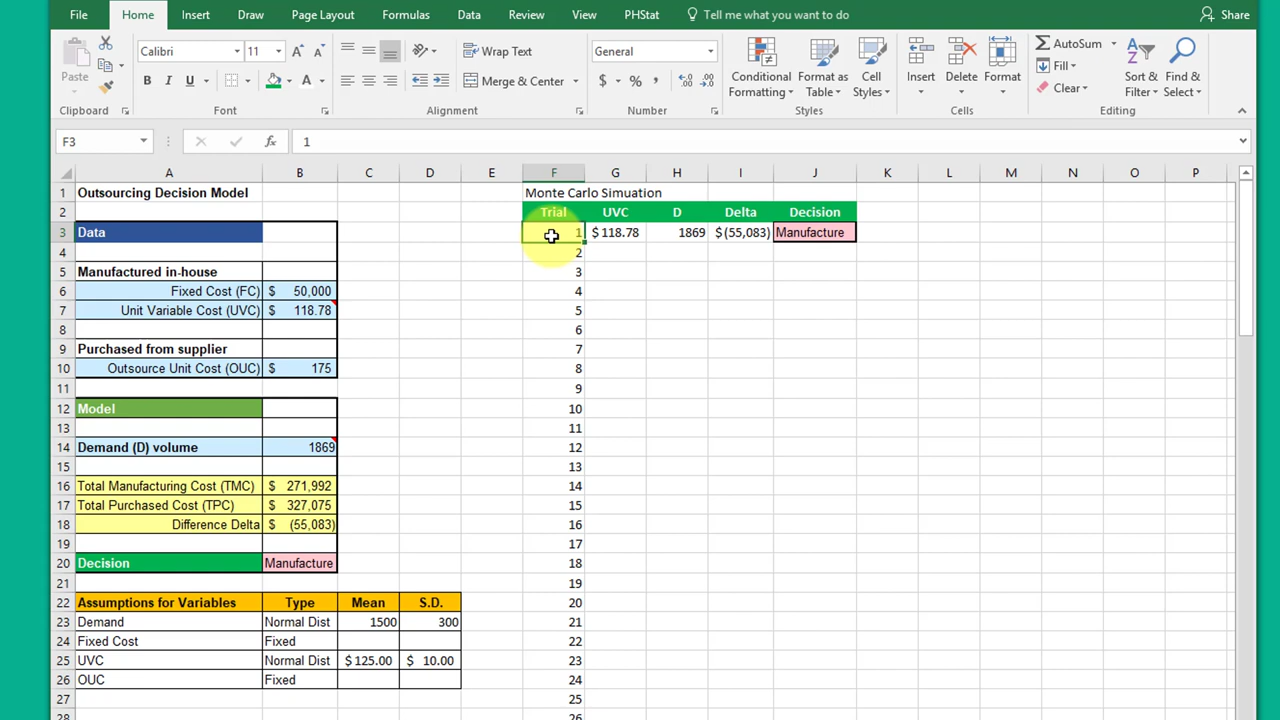 File Home Insert Draw Page Layout Formulas Data Review View PHStat Tell me what you want to do Share
Paste Calibri 11 A A Wrap Text General AutoSum
B I U A Merge & Center $ % , Conditional Formatting Format as Table Cell Styles Insert Delete Format Fill Clear Sort & Filter Find & Select
Clipboard Font Alignment Number Styles Cells Editing
F3 fx 1
A B C D E F G H I J K L M N O P
1 Outsourcing Decision Model Monte Carlo Simuation
2 Trial UVC D Delta Decision
3 Data 1 $ 118.78 1869 $ (55,083) Manufacture
4 2
5 Manufactured in-house 3
6 Fixed Cost (FC) $ 50,000 4
7 Unit Variable Cost (UVC) $ 118.78 5
8 6
9 Purchased from supplier 7
10 Outsource Unit Cost (OUC) $ 175 8
11 9
12 Model 10
13 11
14 Demand (D) volume 1869 12
15 13
16 Total Manufacturing Cost (TMC) $ 271,992 14
17 Total Purchased Cost (TPC) $ 327,075 15
18 Difference Delta $ (55,083) 16
19 17
20 Decision Manufacture 18
21 19
22 Assumptions for Variables Type Mean S.D. 20
23 Demand Normal Dist 1500 300 21
24 Fixed Cost Fixed 22
25 UVC Normal Dist $ 125.00 $ 10.00 23
26 OUC Fixed 24
27 25
28 26